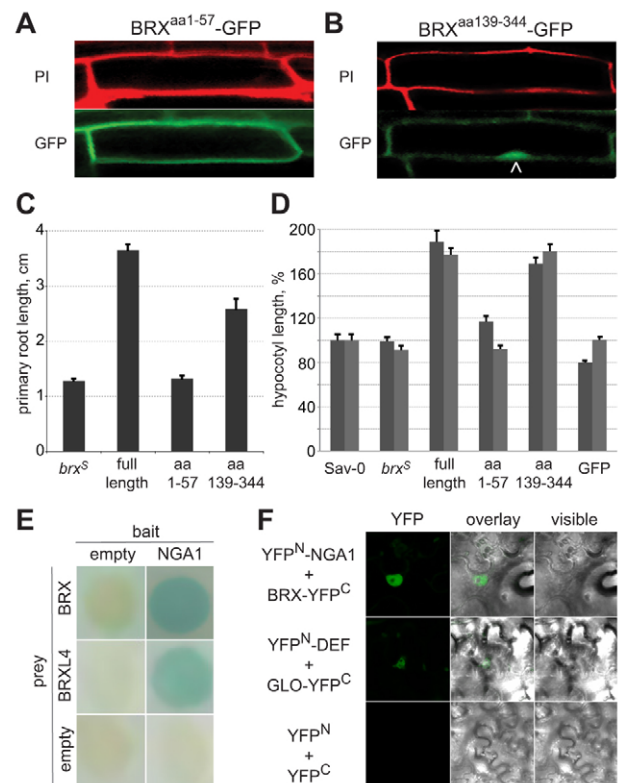 A
BRX^aa1-57-GFP
PI
GFP
B
BRX^aa139-344-GFP
PI
GFP
^
C
primary root length, cm
4
3
2
1
0
brx^S
full length
aa 1-57
aa 139-344
D
hypocotyl length, %
200
160
120
80
40
0
Sav-0
brx^S
full length
aa 1-57
aa 139-344
GFP
E
bait
empty NGA1
prey
BRX
BRXL4
empty
F
YFP overlay visible
YFP^N-NGA1
+
BRX-YFP^C
YFP^N-DEF
+
GLO-YFP^C
YFP^N
+
YFP^C